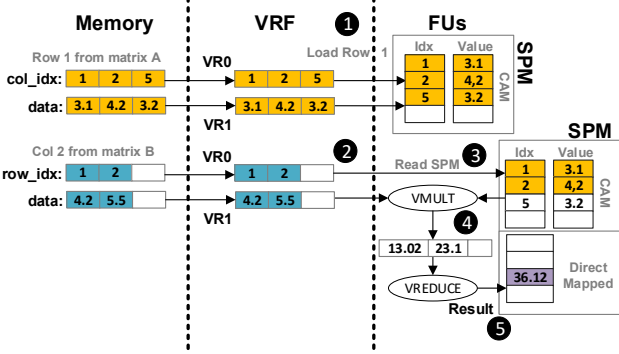 Memory VRF 1 FUs
Row 1 from matrix A
VR0
Load Row 1
Idx Value
SPM
col_idx: 1 2 5
1 2 5
1 3.1
2 4,2
5 3.2
CAM
data: 3.1 4.2 3.2
3.1 4.2 3.2
VR1
Col 2 from matrix B
VR0
2
3
SPM
Read SPM
Idx Value
row_idx: 1 2
1 2
1 3.1
2 4,2
5 3.2
CAM
data: 4.2 5.5
4.2 5.5
VR1
VMULT
4
13.02 23.1
36.12
Direct
Mapped
VREDUCE
Result
5